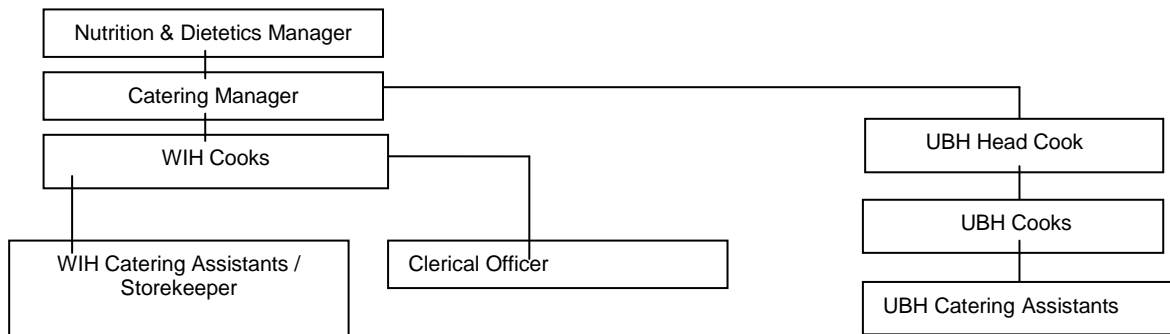 Nutrition & Dietetics Manager
Catering Manager
WIH Cooks
UBH Head Cook
UBH Cooks
WIH Catering Assistants /
Storekeeper
Clerical Officer
UBH Catering Assistants